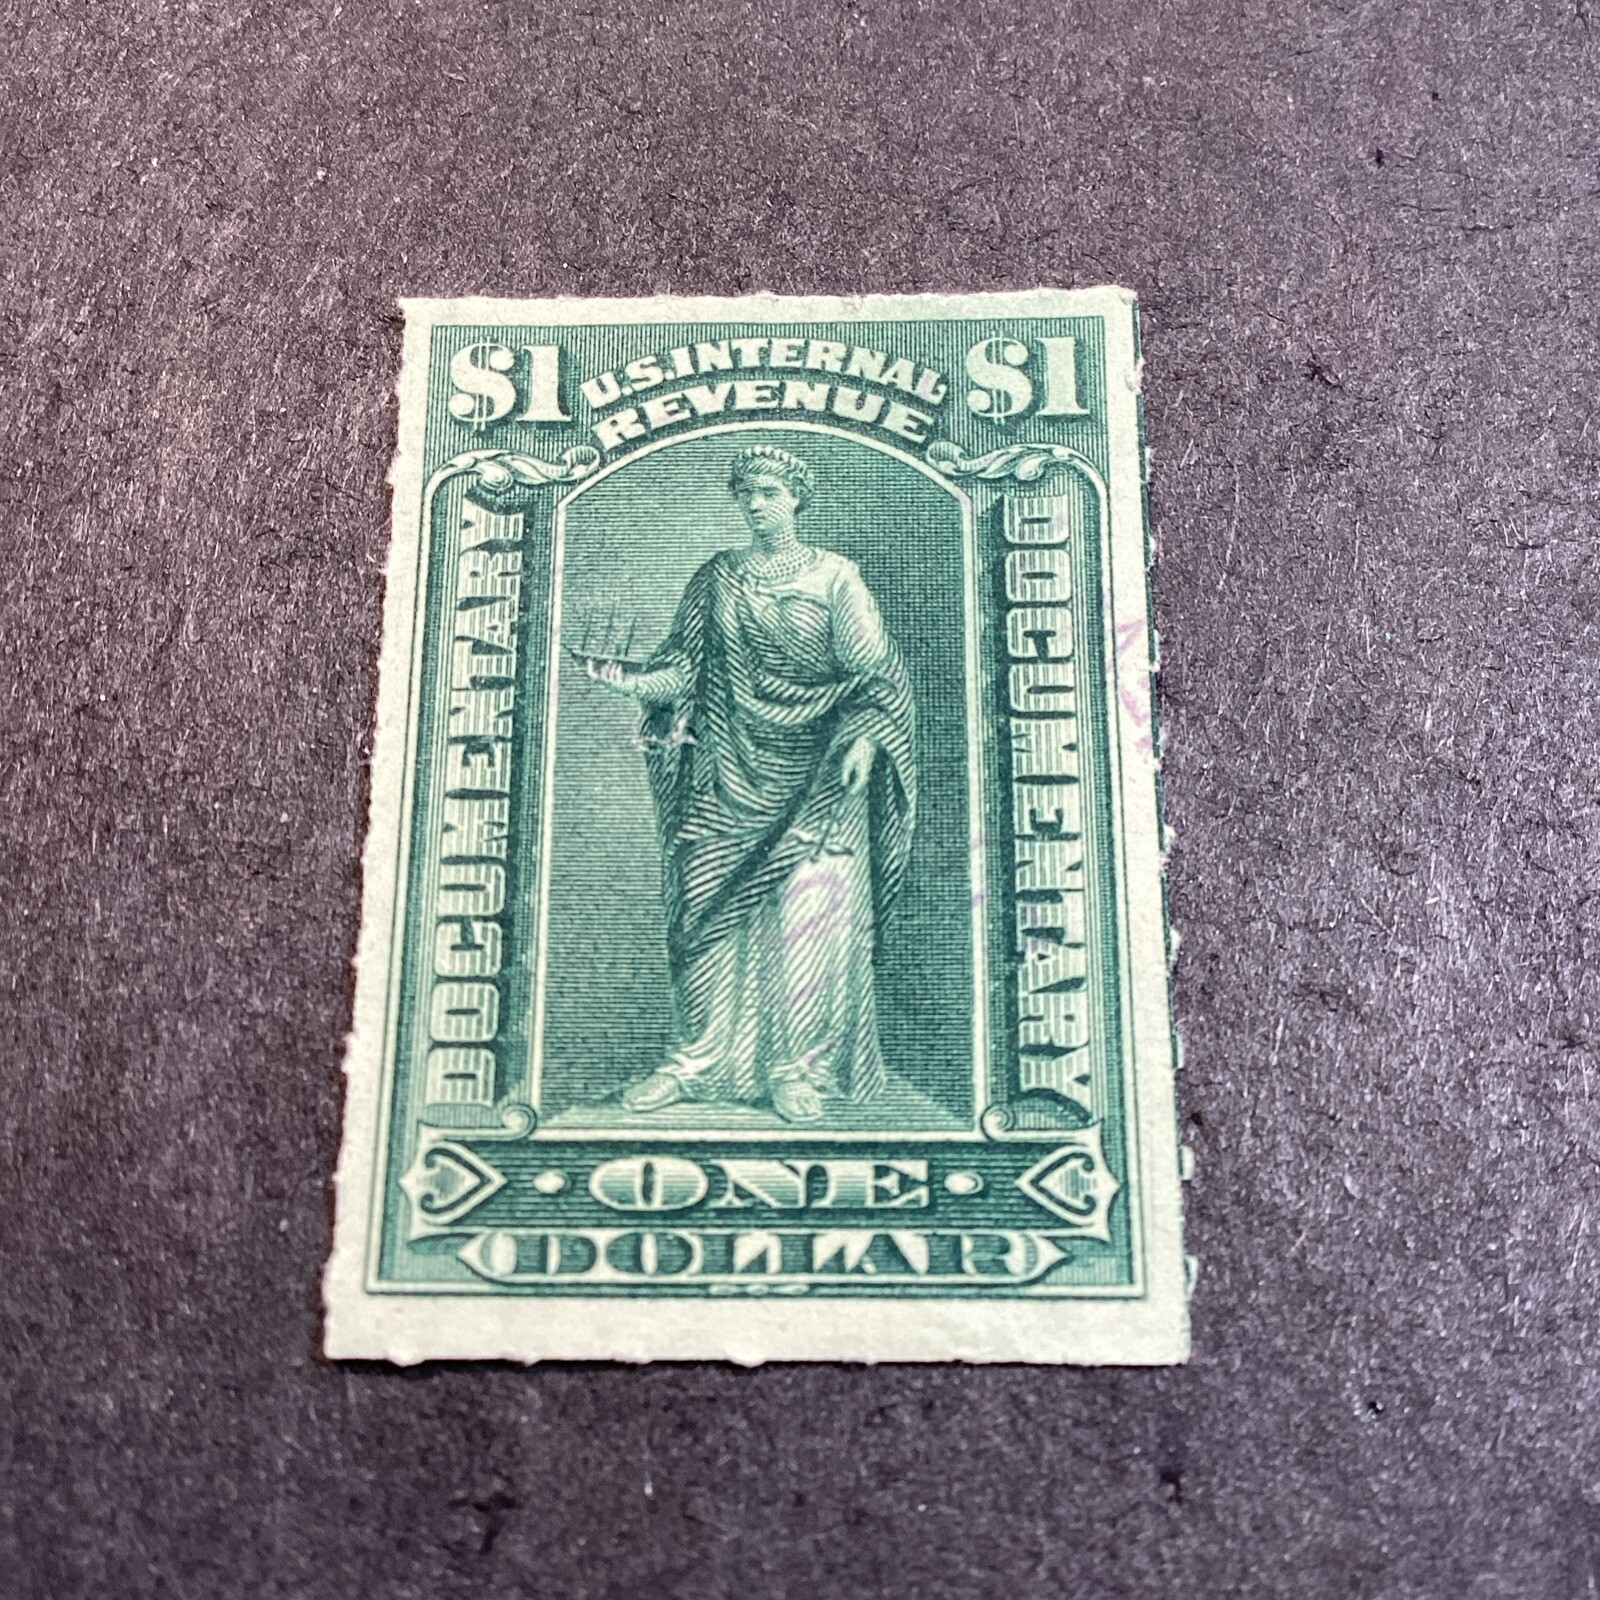 $1 U.S. INTERNAL $1
REVENUE
DOCUMENTARY
DOCUMENTARY
ONE
DOLLAR